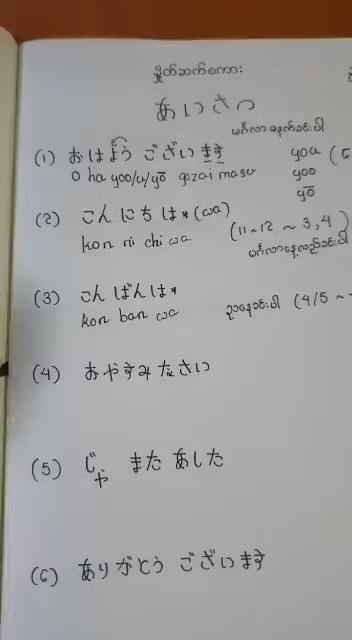 နှုတ်ဆက်စကား
あいさつ
မင်္ဂလာမနက်ခင်းပါ
(1) おはよう ございます yoa (
o ha yoo/u/yō gozai masu yoo
yō
(2) こんにちは* (wa) (11~12 ~ 3,4)
kon ni chi wa မင်္ဂလာနေ့လည်ခင်းပါ
(3) こんばんは*
kon ban wa ညနေခင်းပါ (4/5 ~
(4) おやすみなさい
(5) じゃ また あした
(6) ありがとう ございます